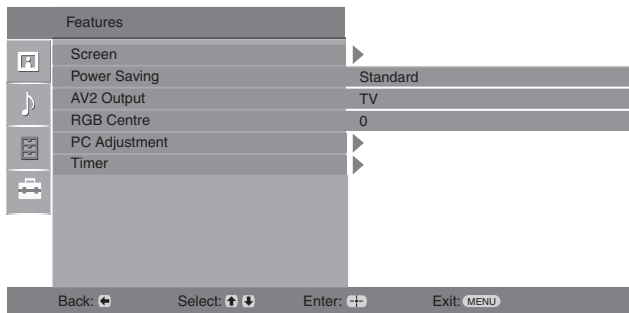 Features
Screen
Power Saving Standard
AV2 Output TV
RGB Centre 0
PC Adjustment
Timer
Back: Select: Enter: Exit: MENU